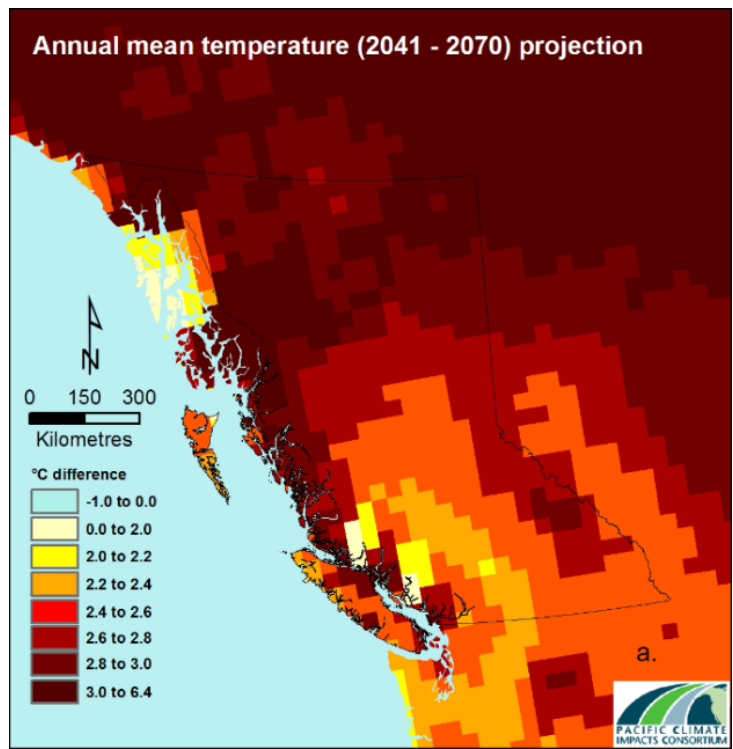 Annual mean temperature (2041 - 2070) projection
N
0 150 300
Kilometres
°C difference
-1.0 to 0.0
0.0 to 2.0
2.0 to 2.2
2.2 to 2.4
2.4 to 2.6
2.6 to 2.8
2.8 to 3.0
3.0 to 6.4
a.
PACIFIC CLIMATE
IMPACTS CONSORTIUM